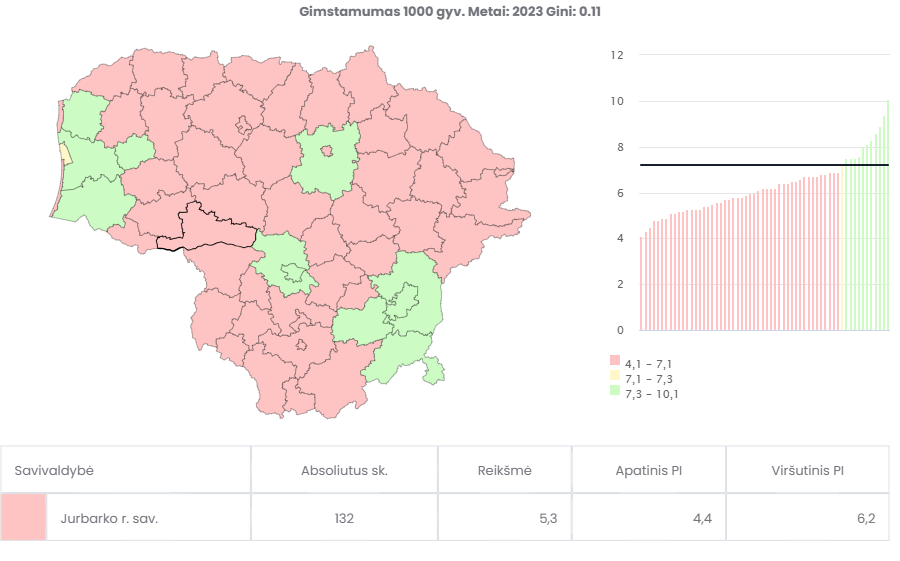 Gimstamumas 1000 gyv. Metai: 2023 Gini: 0.11
12
10
8
6
4
2
0
4,1 - 7,1
7,1 - 7,3
7,3 - 10,1
Savivaldybė Absoliutus sk. Reikšmė Apatinis PI Viršutinis PI
Jurbarko r. sav. 132 5,3 4,4 6,2